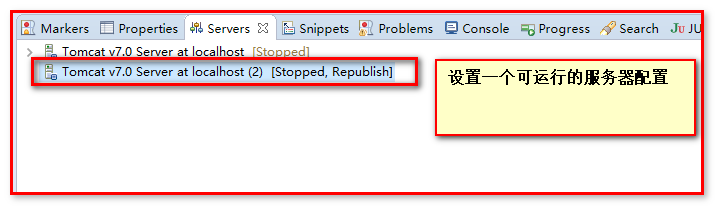 Markers Properties Servers Snippets Problems Console Progress Search Ju JU
Tomcat v7.0 Server at localhost [Stopped]
Tomcat v7.0 Server at localhost (2) [Stopped, Republish]
设置一个可运行的服务器配置